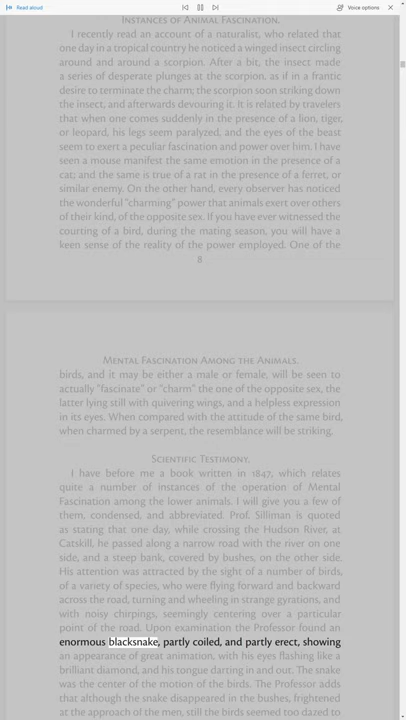 Read aloud
Voice options
INSTANCES OF ANIMAL FASCINATION.
I recently read an account of a naturalist, who related that
one day in a tropical country he noticed a winged insect circling
around and around a scorpion. After a bit, the insect made
a series of desperate plunges at the scorpion, as if in a frantic
desire to terminate the charm; the scorpion soon striking down
the insect, and afterwards devouring it. It is related by travelers
that when one comes suddenly in the presence of a lion, tiger,
or leopard, his legs seem paralyzed, and the eyes of the beast
seem to exert a peculiar fascination and power over him. I have
seen a mouse manifest the same emotion in the presence of a
cat; and the same is true of a rat in the presence of a ferret, or
similar enemy. On the other hand, every observer has noticed
the wonderful "charming" power that animals exert over others
of their kind, of the opposite sex. If you have ever witnessed the
courting of a bird, during the mating season, you will have a
keen sense of the reality of the power employed. One of the
8
MENTAL FASCINATION AMONG THE ANIMALS.
birds, and it may be either a male or female, will be seen to
actually "fascinate" or "charm" the one of the opposite sex, the
latter lying still with quivering wings, and a helpless expression
in its eyes. When compared with the attitude of the same bird,
when charmed by a serpent, the resemblance will be striking.
SCIENTIFIC TESTIMONY.
I have before me a book written in 1847, which relates
quite a number of instances of the operation of Mental
Fascination among the lower animals. I will give you a few of
them, condensed, and abbreviated. Prof. Silliman is quoted
as stating that one day, while crossing the Hudson River, at
Catskill, he passed along a narrow road with the river on one
side, and a steep bank, covered by bushes, on the other side.
His attention was attracted by the sight of a number of birds,
of a variety of species, who were flying forward and backward
across the road, turning and wheeling in strange gyrations, and
with noisy chirpings, seemingly centering over a particular
point of the road. Upon examination the Professor found an
enormous blacksnake, partly coiled, and partly erect, showing
an appearance of great animation, with his eyes flashing like a
brilliant diamond, and his tongue darting in and out. The snake
was the center of the motion of the birds. The Professor adds
that although the snake disappeared in the bushes, frightened
at the approach of the men, still the birds seemed too dazed to